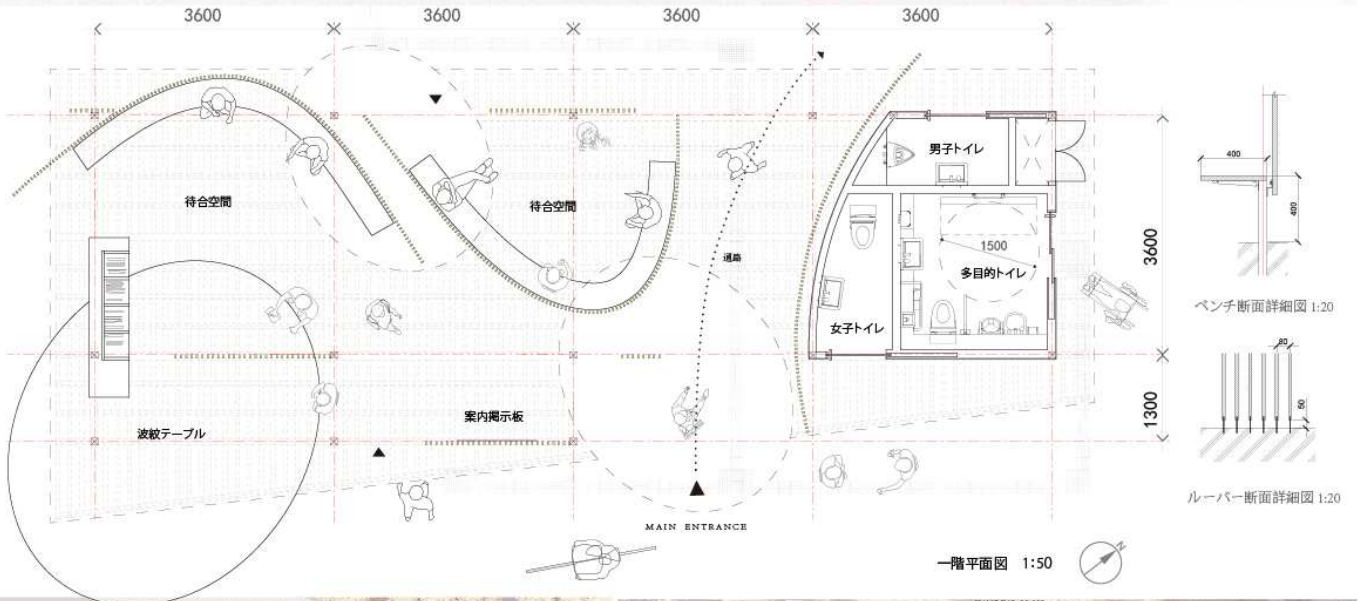 3600
3600
3600
3600
男子トイレ
待合空間
待合空間
400
400
1500
通路
多目的トイレ
3600
ベンチ断面詳細図 1:20
女子トイレ
80
50
案内掲示板
1300
波紋テーブル
ルーバー断面詳細図 1:20
MAIN ENTRANCE
一階平面図 1:50
N